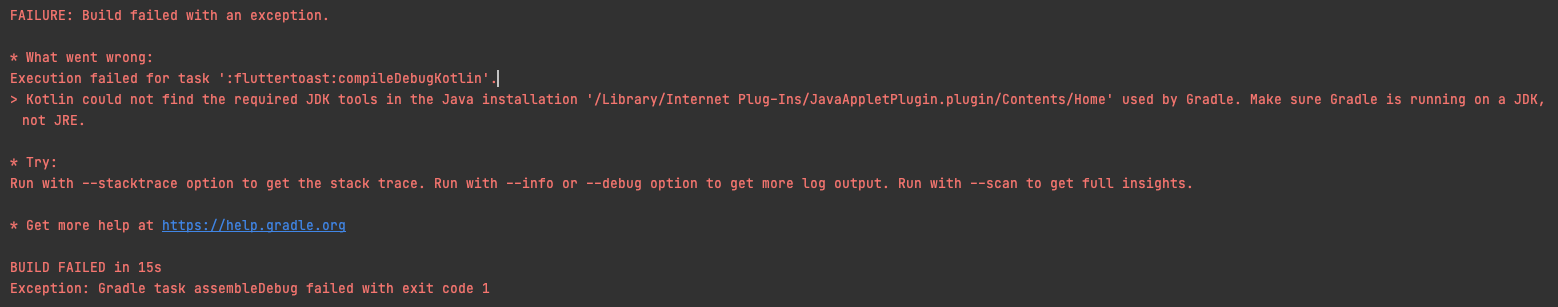 FAILURE: Build failed with an exception.
* What went wrong:
Execution failed for task ':fluttertoast:compileDebugKotlin'.
> Kotlin could not find the required JDK tools in the Java installation '/Library/Internet Plug-Ins/JavaAppletPlugin.plugin/Contents/Home' used by Gradle. Make sure Gradle is running on a JDK,
not JRE.
* Try:
Run with --stacktrace option to get the stack trace. Run with --info or --debug option to get more log output. Run with --scan to get full insights.
* Get more help at https://help.gradle.org
BUILD FAILED in 15s
Exception: Gradle task assembleDebug failed with exit code 1